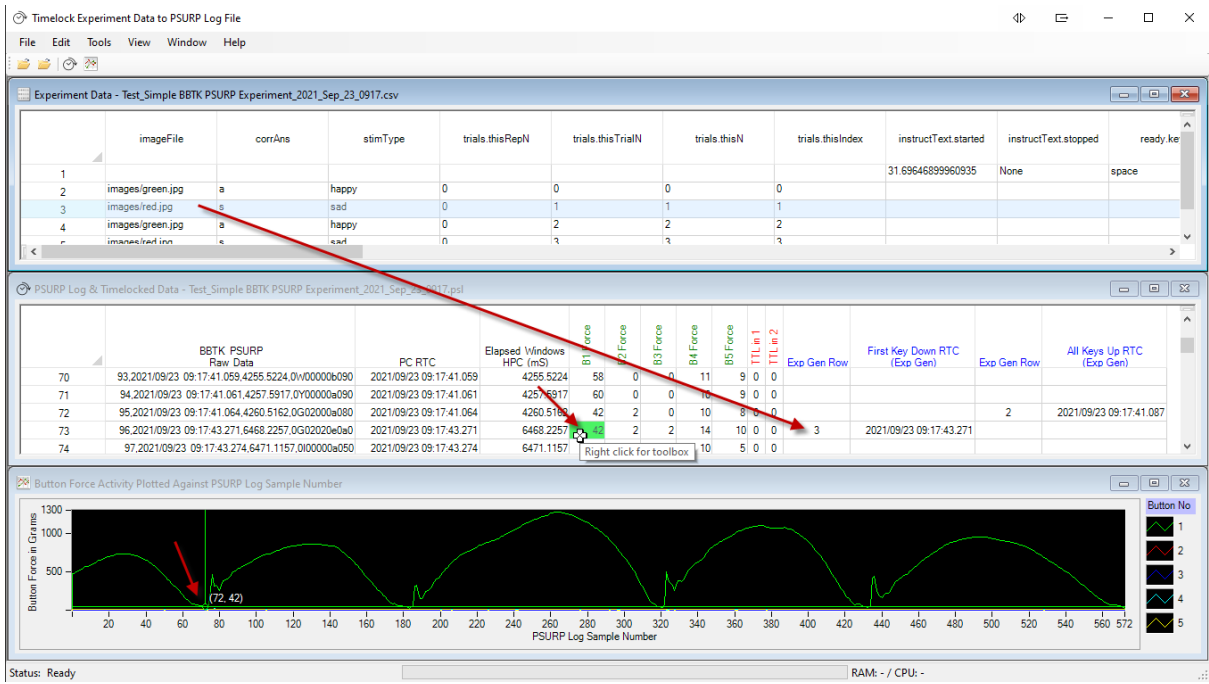 Timelock Experiment Data to PSURP Log File
File Edit Tools View Window Help
Experiment Data - Test_Simple BBTK PSURP Experiment_2021_Sep_23_0917.csv
imageFile corrAns stimType trials.thisRepN trials.thisTrialN trials.thisN trials.thisIndex instructText.started instructText.stopped ready.ke
1 31.69646899960935 None space
2 images/green.jpg a happy 0 0 0 0
3 images/red.jpg s sad 0 1 1 1
4 images/green.jpg a happy 0 2 2 2
5 images/red.jpg s sad 0 3 3 3
PSURP Log & Timelocked Data - Test_Simple BBTK PSURP Experiment_2021_Sep_23_0917.psl
BBTK PSURP
Raw Data
PC RTC
Elapsed Windows
HPC (mS)
B1 Force
B2 Force
B3 Force
B4 Force
B5 Force
TTL in 1
TTL in 2
Exp Gen Row
First Key Down RTC
(Exp Gen)
Exp Gen Row
All Keys Up RTC
(Exp Gen)
70 93,2021/09/23 09:17:41.059,4255.5224,0W00000b090 2021/09/23 09:17:41.059 4255.5224 58 0 0 11 9 0 0
71 94,2021/09/23 09:17:41.061,4257.5917,0Y00000a090 2021/09/23 09:17:41.061 4257.5917 60 0 0 10 9 0 0
72 95,2021/09/23 09:17:41.064,4260.5162,0G02000a080 2021/09/23 09:17:41.064 4260.5162 42 2 0 10 8 0 0 2 2021/09/23 09:17:41.087
73 96,2021/09/23 09:17:43.271,6468.2257,0G02020e0a0 2021/09/23 09:17:43.271 6468.2257 42 2 2 14 10 0 0 3 2021/09/23 09:17:43.271
74 97,2021/09/23 09:17:43.274,6471.1157,0I00000a050 2021/09/23 09:17:43.274 6471.1157 10 5 0 0
Right click for toolbox
Button Force Activity Plotted Against PSURP Log Sample Number
Button Force in Grams
1300
1000
500
(72, 42)
20 40 60 80 100 120 140 160 180 200 220 240 260 280 300 320 340 360 380 400 420 440 460 480 500 520 540 560 572
PSURP Log Sample Number
Button No
1
2
3
4
5
Status: Ready
RAM: - / CPU: -